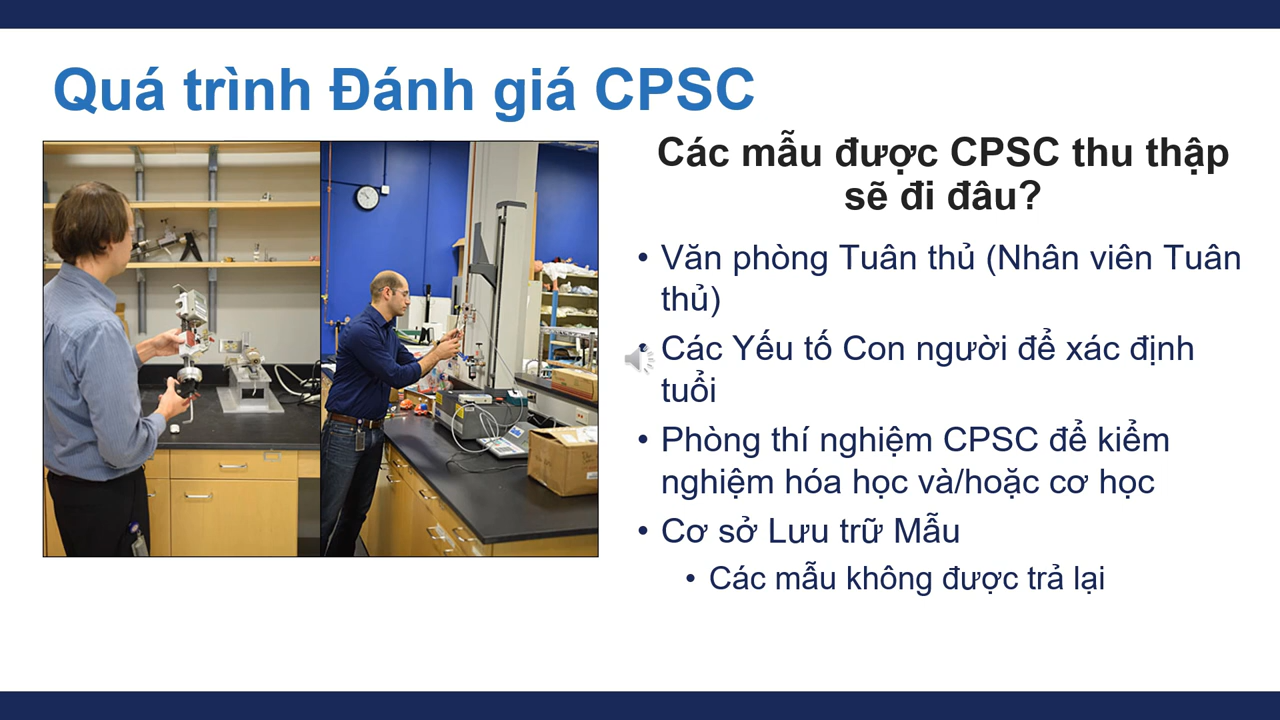 Quá trình Đánh giá CPSC
Các mẫu được CPSC thu thập
sẽ đi đâu?
• Văn phòng Tuân thủ (Nhân viên Tuân
thủ)
• Các Yếu tố Con người để xác định
tuổi
• Phòng thí nghiệm CPSC để kiểm
nghiệm hóa học và/hoặc cơ học
• Cơ sở Lưu trữ Mẫu
• Các mẫu không được trả lại